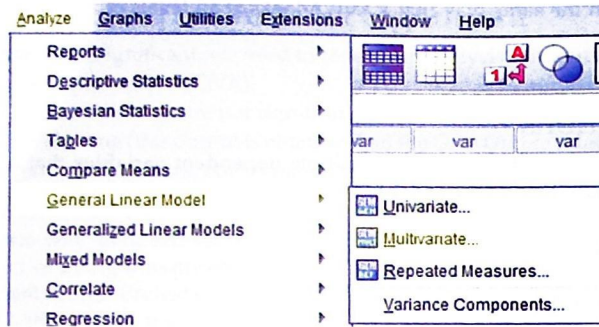 Analyze Graphs Utilities Extensions Window Help
Reports
Descriptive Statistics
A
1
Bayesian Statistics
Tables
var var var
Compare Means
General Linear Model
Univariate...
Generalized Linear Models
Multivariate...
Mixed Models
Repeated Measures...
Correlate
Variance Components...
Regression